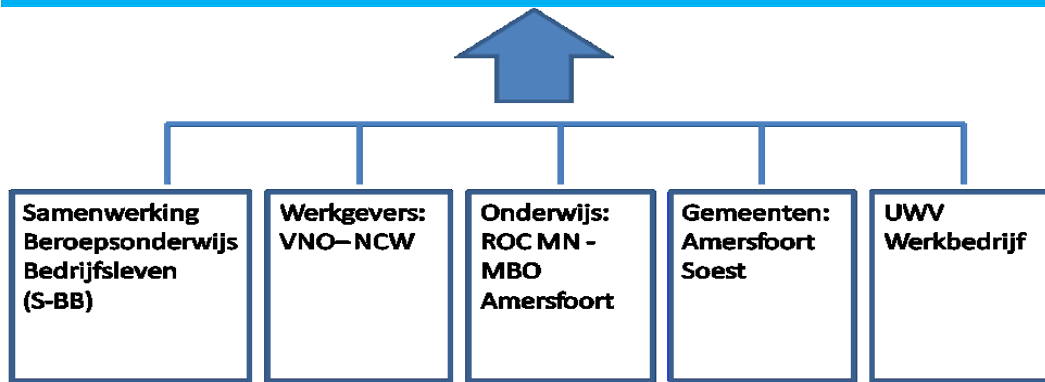 Samenwerking
Beroepsonderwijs
Bedrijfsleven
(S-BB)
Werkgevers:
VNO–NCW
Onderwijs:
ROC MN -
MBO
Amersfoort
Gemeenten:
Amersfoort
Soest
UWV
Werkbedrijf